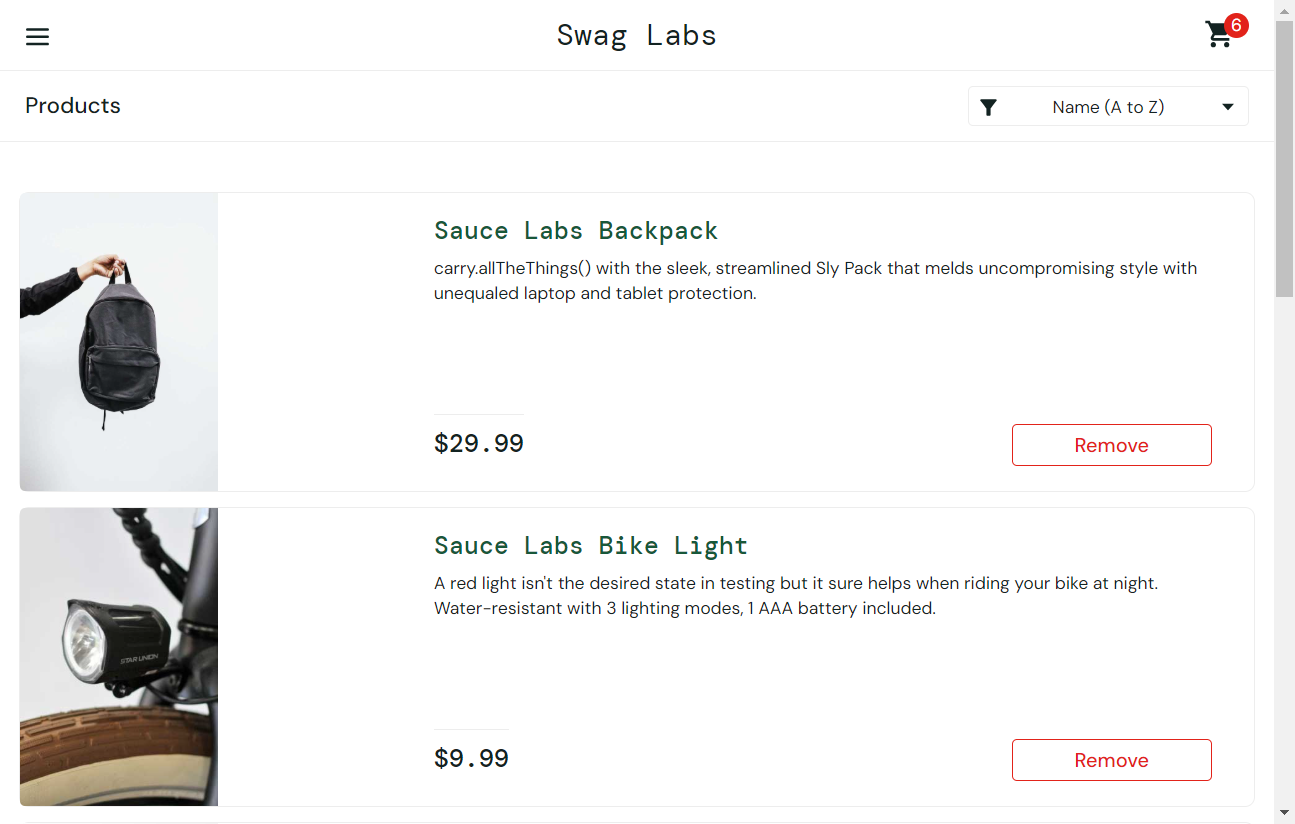 Swag Labs
6
Products
Name (A to Z)
Sauce Labs Backpack
carry.allTheThings() with the sleek, streamlined Sly Pack that melds uncompromising style with
unequaled laptop and tablet protection.
$29.99
Remove
Sauce Labs Bike Light
A red light isn't the desired state in testing but it sure helps when riding your bike at night.
Water-resistant with 3 lighting modes, 1 AAA battery included.
STAR UNION
$9.99
Remove